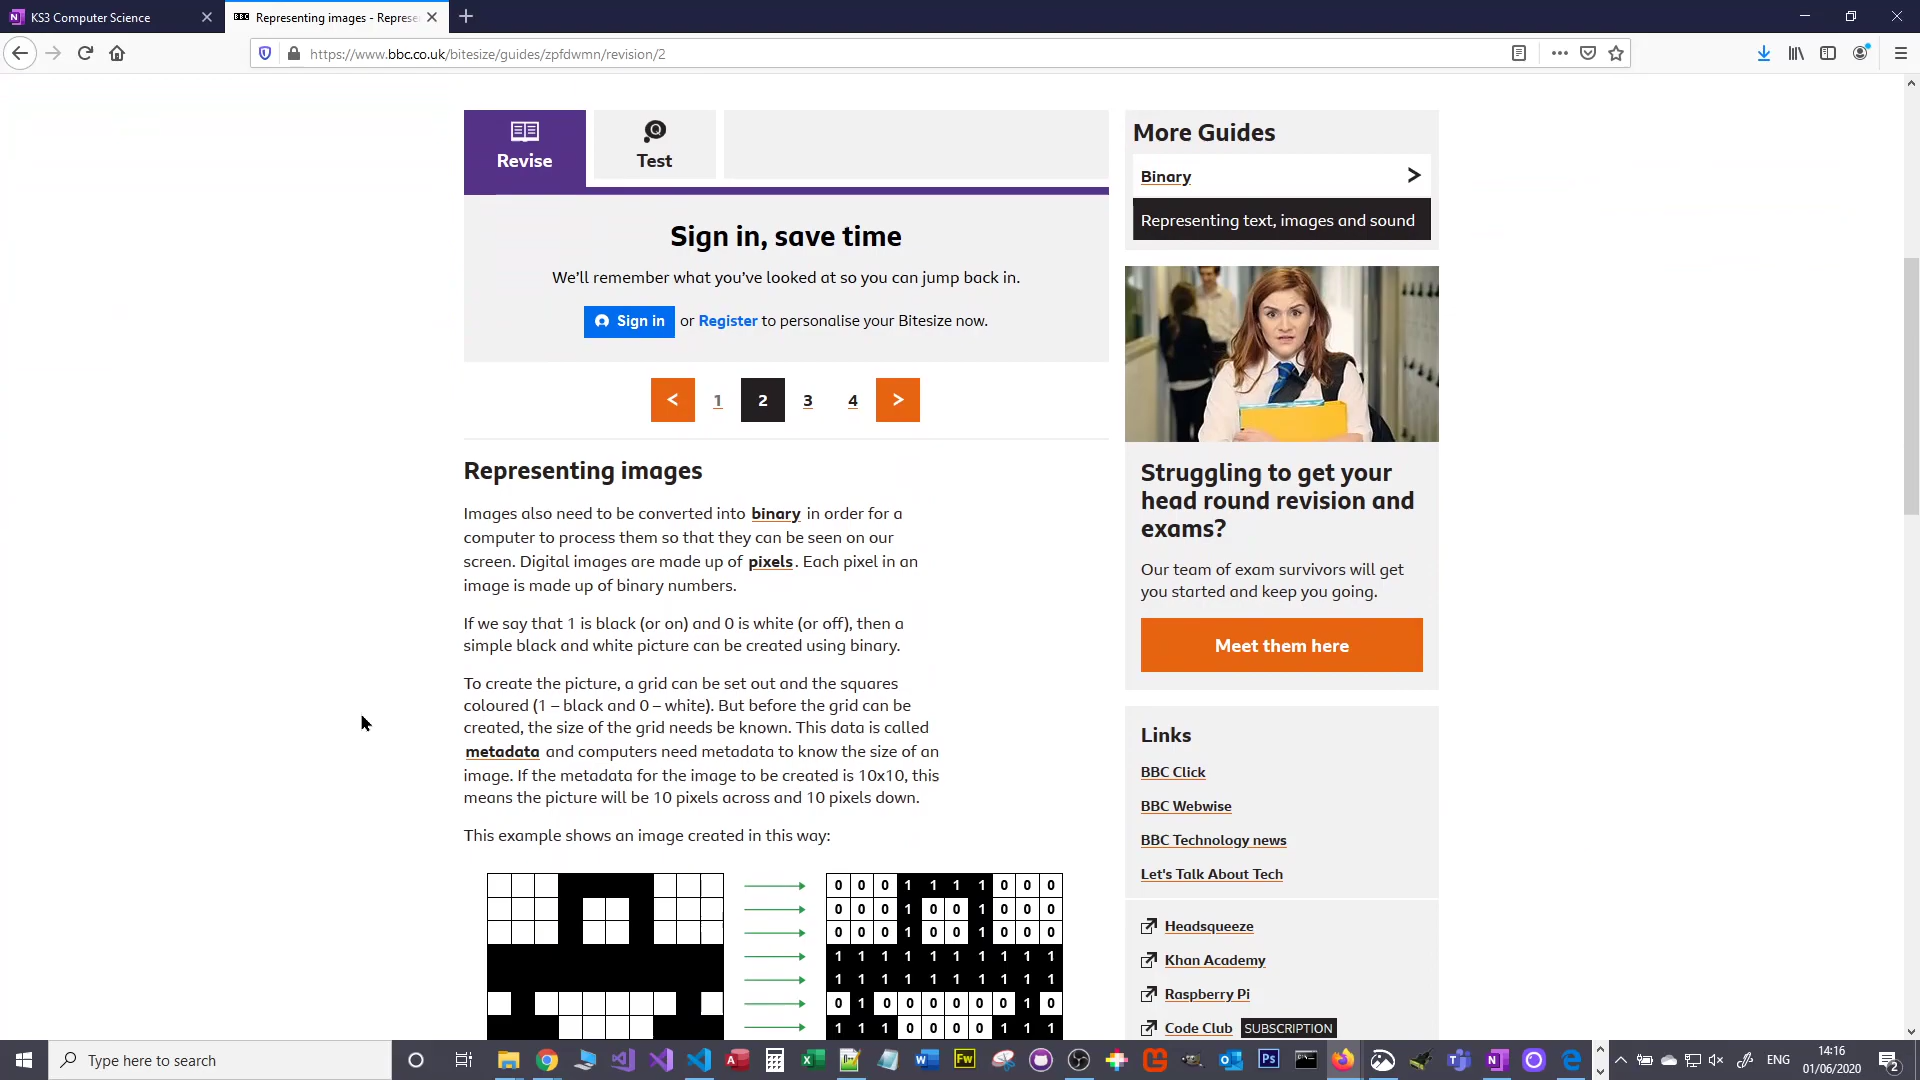 KS3 Computer Science
BBC Representing images - Represe
https://www.bbc.co.uk/bitesize/guides/zpfdwmn/revision/2
Revise
Test
Sign in, save time
We'll remember what you've looked at so you can jump back in.
Sign in or Register to personalise your Bitesize now.
< 1 2 3 4 >
Representing images
Images also need to be converted into binary in order for a
computer to process them so that they can be seen on our
screen. Digital images are made up of pixels. Each pixel in an
image is made up of binary numbers.
If we say that 1 is black (or on) and 0 is white (or off), then a
simple black and white picture can be created using binary.
To create the picture, a grid can be set out and the squares
coloured (1 – black and 0 – white). But before the grid can be
created, the size of the grid needs be known. This data is called
metadata and computers need metadata to know the size of an
image. If the metadata for the image to be created is 10x10, this
means the picture will be 10 pixels across and 10 pixels down.
This example shows an image created in this way:
0 0 0 1 1 1 1 0 0 0
0 0 0 1 0 0 1 0 0 0
0 0 0 1 0 0 1 0 0 0
1 1 1 1 1 1 1 1 1 1
1 1 1 1 1 1 1 1 1 1
0 1 0 0 0 0 0 0 1 0
1 1 1 0 0 0 0 1 1 1
More Guides
Binary >
Representing text, images and sound
Struggling to get your
head round revision and
exams?
Our team of exam survivors will get
you started and keep you going.
Meet them here
Links
BBC Click
BBC Webwise
BBC Technology news
Let's Talk About Tech
Headsqueeze
Khan Academy
Raspberry Pi
Code Club SUBSCRIPTION
Type here to search
Fw
Ps
ENG
14:16
01/06/2020
2